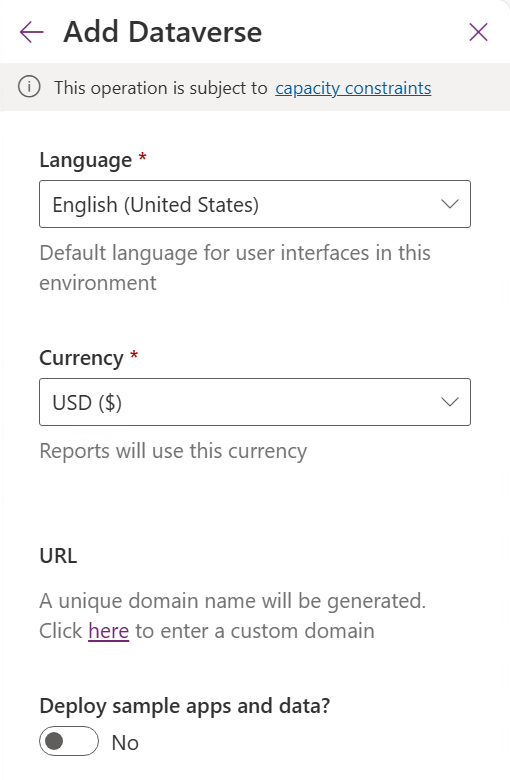 Add Dataverse
This operation is subject to capacity constraints
Language *
English (United States)
Default language for user interfaces in this
environment
Currency *
USD ($)
Reports will use this currency
URL
A unique domain name will be generated.
Click here to enter a custom domain
Deploy sample apps and data?
No